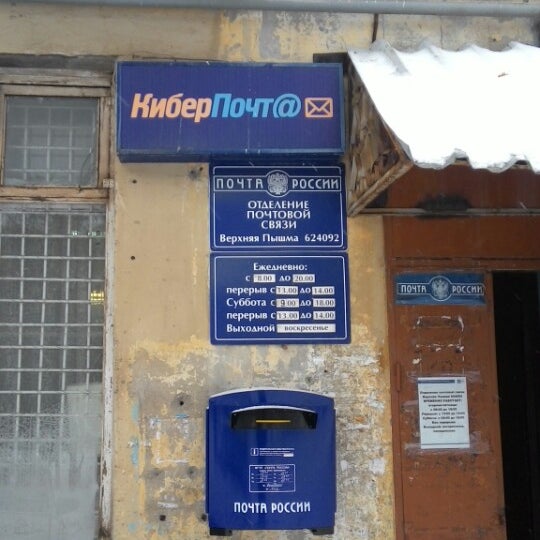 КиберПочт@
ПОЧТА РОССИИ
ОТДЕЛЕНИЕ
ПОЧТОВОЙ
СВЯЗИ
Верхняя Пышма 624092
Ежедневно:
с 8.00 до 20.00
перерыв с 13.00 до 14.00
Суббота с 9.00 до 18.00
перерыв с 13.00 до 14.00
Выходной воскресенье
ПОЧТА РОССИИ
ПОЧТА РОССИИ